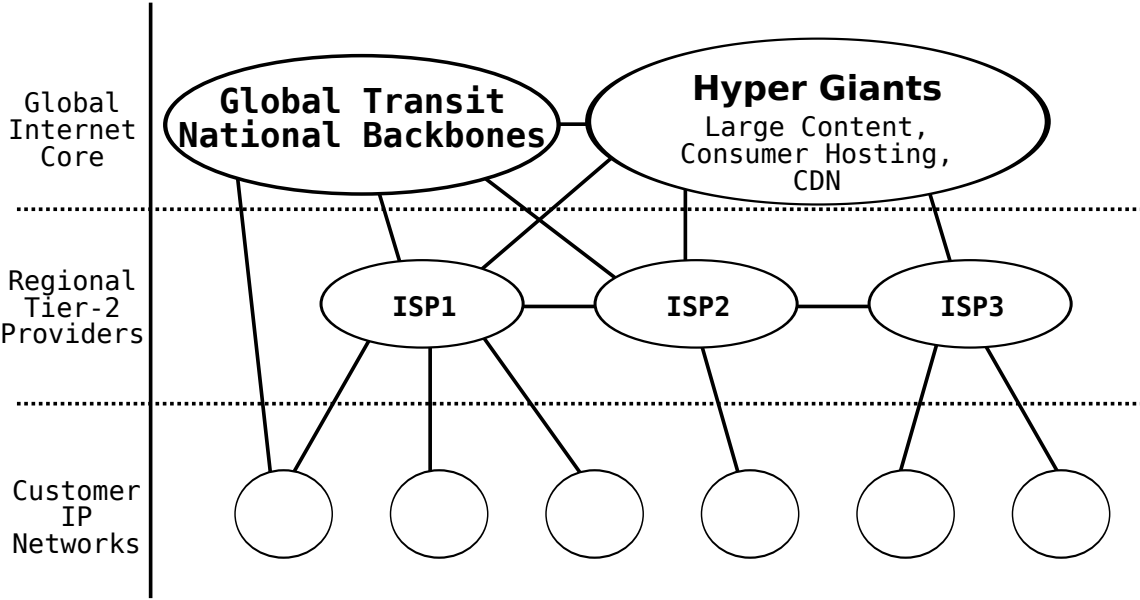 Global
Internet
Core
Global Transit
National Backbones
Hyper Giants
Large Content,
Consumer Hosting,
CDN
Regional
Tier-2
Providers
ISP1
ISP2
ISP3
Customer
IP
Networks